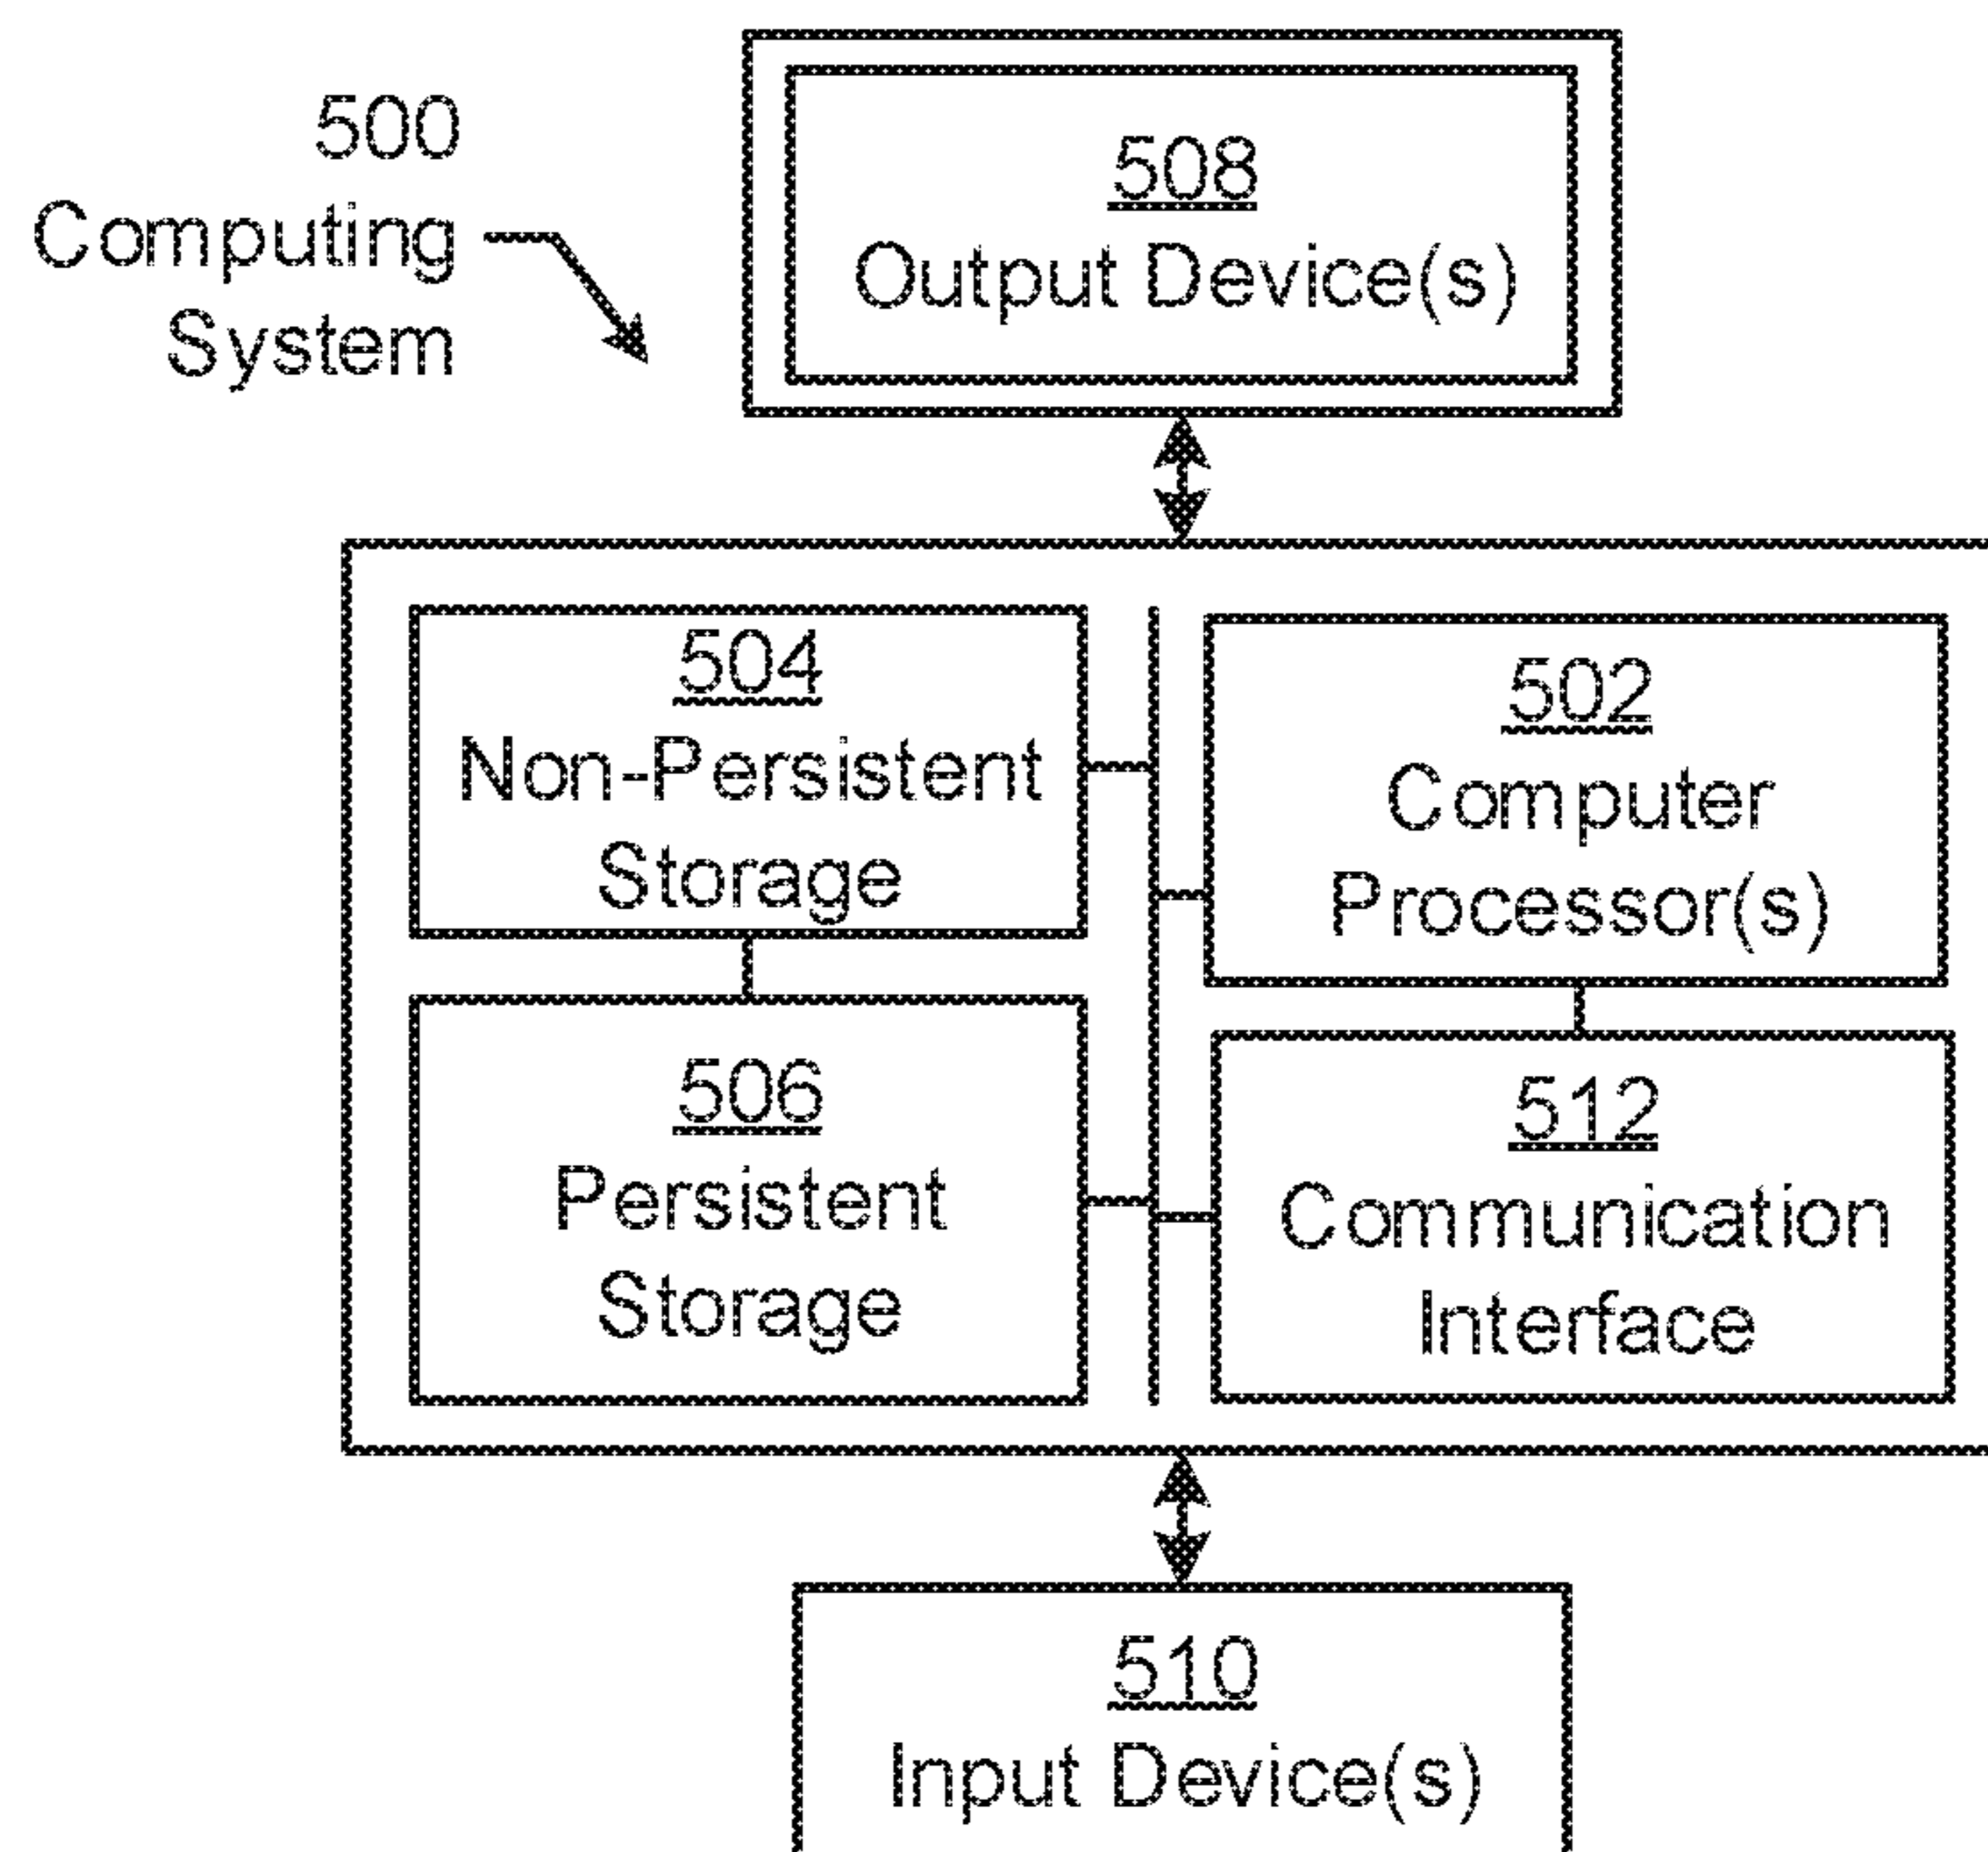 500
Computing
System
508
Output Device(s)
504
Non-Persistent
Storage
502
Computer
Processor(s)
506
Persistent
Storage
512
Communication
Interface
510
Input Device(s)